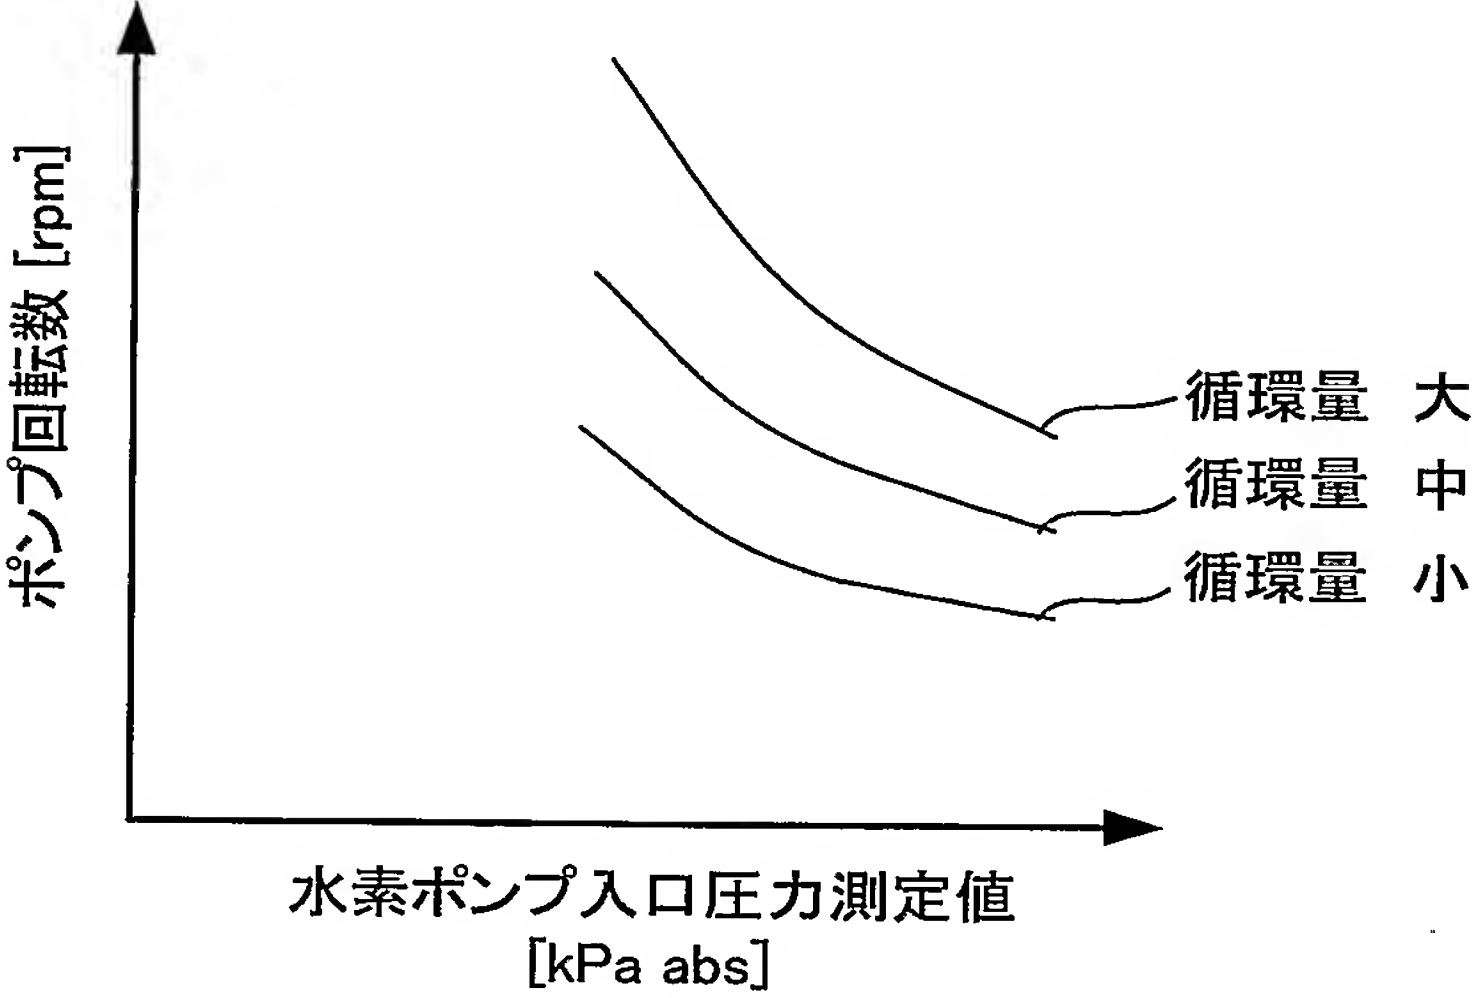 ポンプ回転数 [rpm]
循環量 大
循環量 中
循環量 小
水素ポンプ入口圧力測定値
[kPa abs]